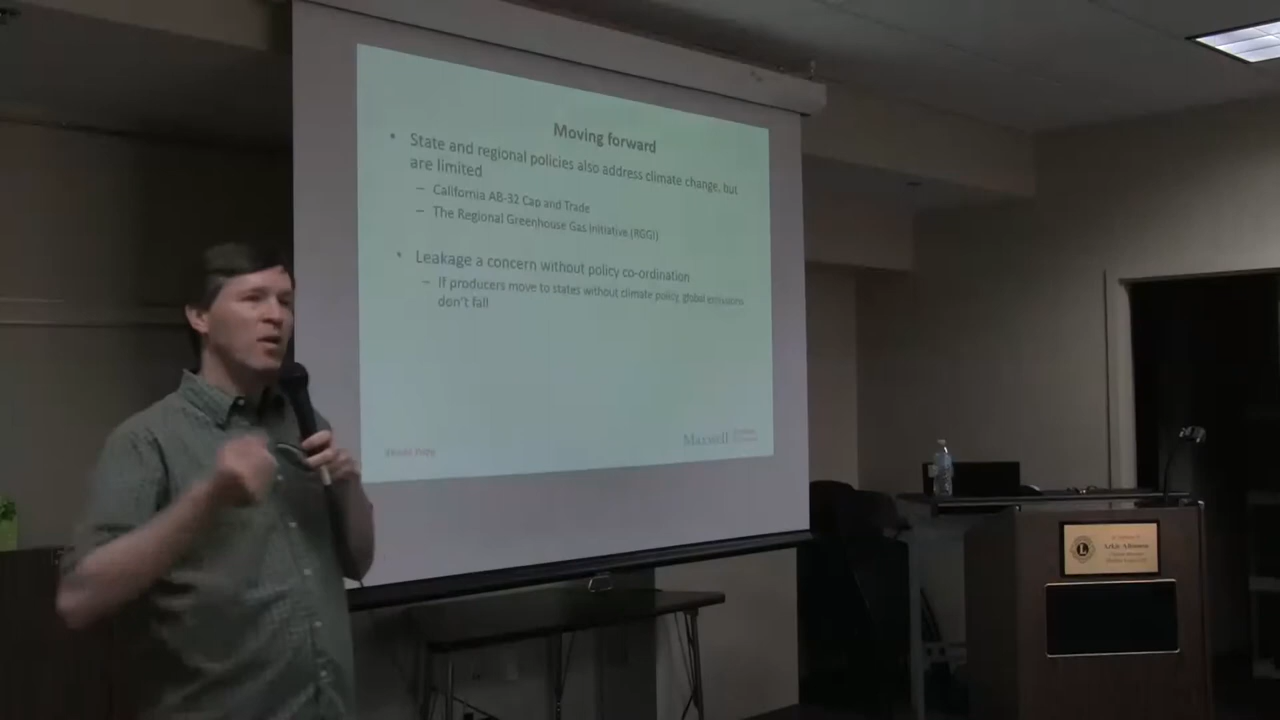 Moving forward
• State and regional policies also address climate change, but
are limited
– California AB-32 Cap and Trade
– The Regional Greenhouse Gas Initiative (RGGI)
• Leakage a concern without policy co-ordination
– If producers move to states without climate policy, global emissions
don't fall
Maxwell
L